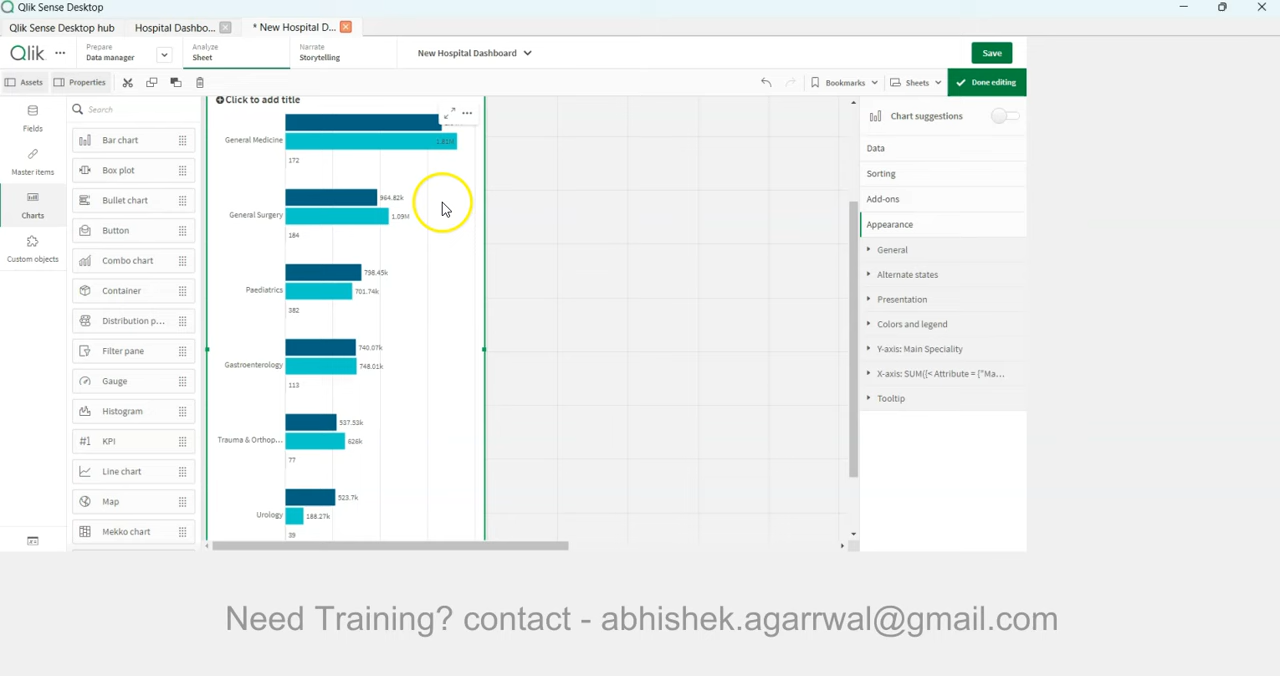 Qlik Sense Desktop
Qlik Sense Desktop hub
Hospital Dashbo...
* New Hospital D...
Qlik
Prepare
Data manager
Analyze
Sheet
Narrate
Storytelling
New Hospital Dashboard
Save
Assets
Properties
Bookmarks
Sheets
Done editing
Fields
Master items
Charts
Custom objects
Search
Bar chart
Box plot
Bullet chart
Button
Combo chart
Container
Distribution p...
Filter pane
Gauge
Histogram
#1 KPI
Line chart
Map
Mekko chart
Click to add title
General Medicine
1.81M
172
General Surgery
964.82k
1.09M
184
Paediatrics
798.45k
701.74k
382
Gastroenterology
740.07k
748.01k
113
Trauma & Orthop...
537.53k
626k
77
Urology
523.7k
188.27k
39
Chart suggestions
Data
Sorting
Add-ons
Appearance
General
Alternate states
Presentation
Colors and legend
Y-axis: Main Speciality
X-axis: SUM({< Attribute = {"Ma...
Tooltip
Need Training? contact - abhishek.agarrwal@gmail.com